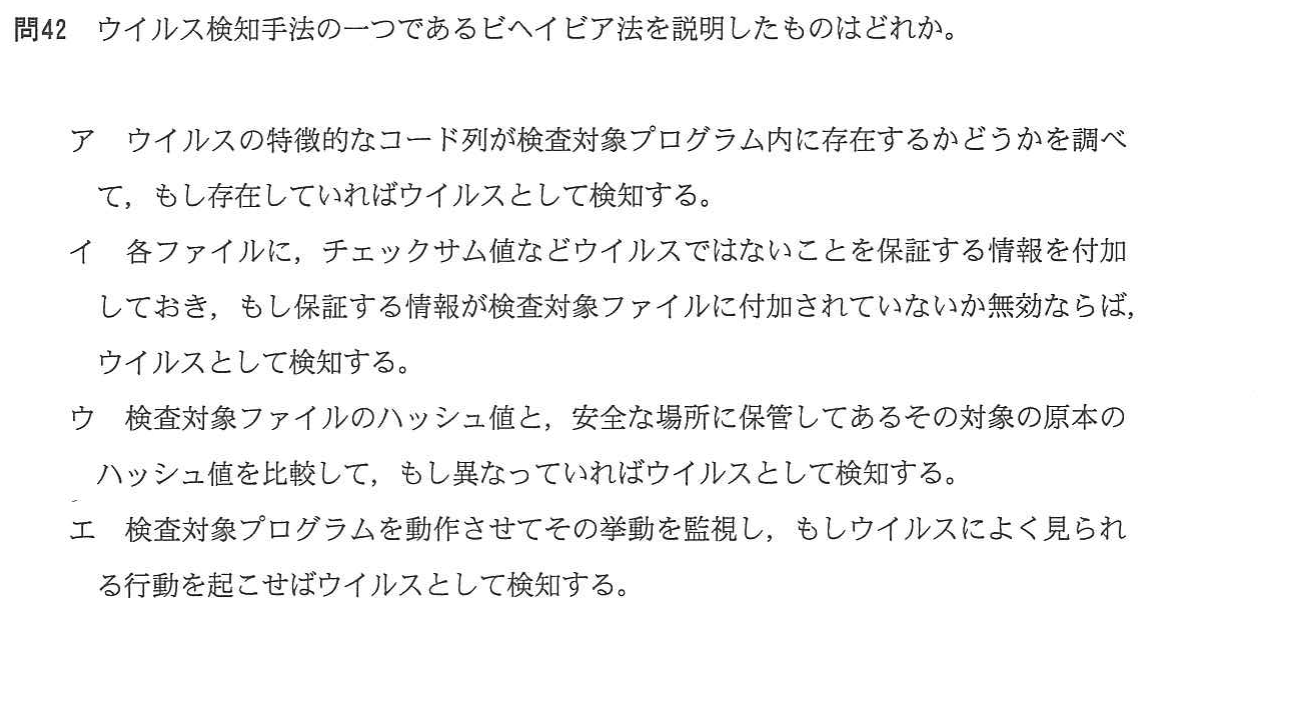 問42　ウイルス検知手法の一つであるビヘイビア法を説明したものはどれか。
ア　ウイルスの特徴的なコード列が検査対象プログラム内に存在するかどうかを調べ
て，もし存在していればウイルスとして検知する。
イ　各ファイルに，チェックサム値などウイルスではないことを保証する情報を付加
しておき，もし保証する情報が検査対象ファイルに付加されていないか無効ならば，
ウイルスとして検知する。
ウ　検査対象ファイルのハッシュ値と，安全な場所に保管してあるその対象の原本の
ハッシュ値を比較して，もし異なっていればウイルスとして検知する。
エ　検査対象プログラムを動作させてその挙動を監視し，もしウイルスによく見られ
る行動を起こせばウイルスとして検知する。